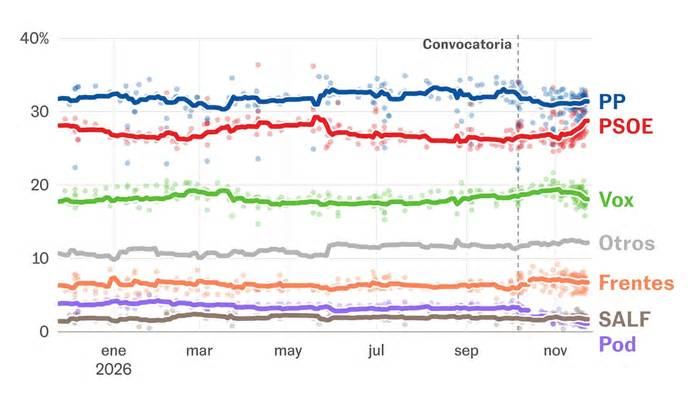 40%
Convocatoria
30
PP
PSOE
20
Vox
Otros
10
Frentes
SALF
0
Pod
ene
mar
may
jul
sep
nov
2026